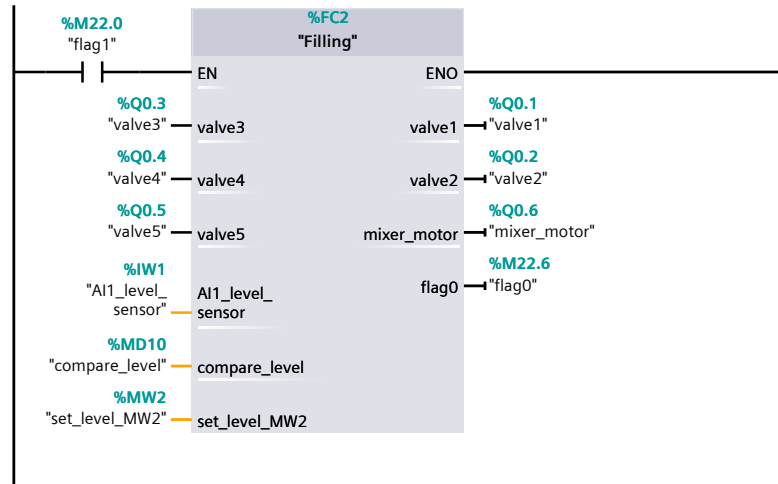 %M22.0
"flag1"
%FC2
"Filling"
EN
ENO
%Q0.3
"valve3"
valve3
valve1
%Q0.1
"valve1"
%Q0.4
"valve4"
valve4
valve2
%Q0.2
"valve2"
%Q0.5
"valve5"
valve5
mixer_motor
%Q0.6
"mixer_motor"
%IW1
"AI1_level_
sensor"
AI1_level_
sensor
flag0
%M22.6
"flag0"
%MD10
"compare_level"
compare_level
%MW2
"set_level_MW2"
set_level_MW2